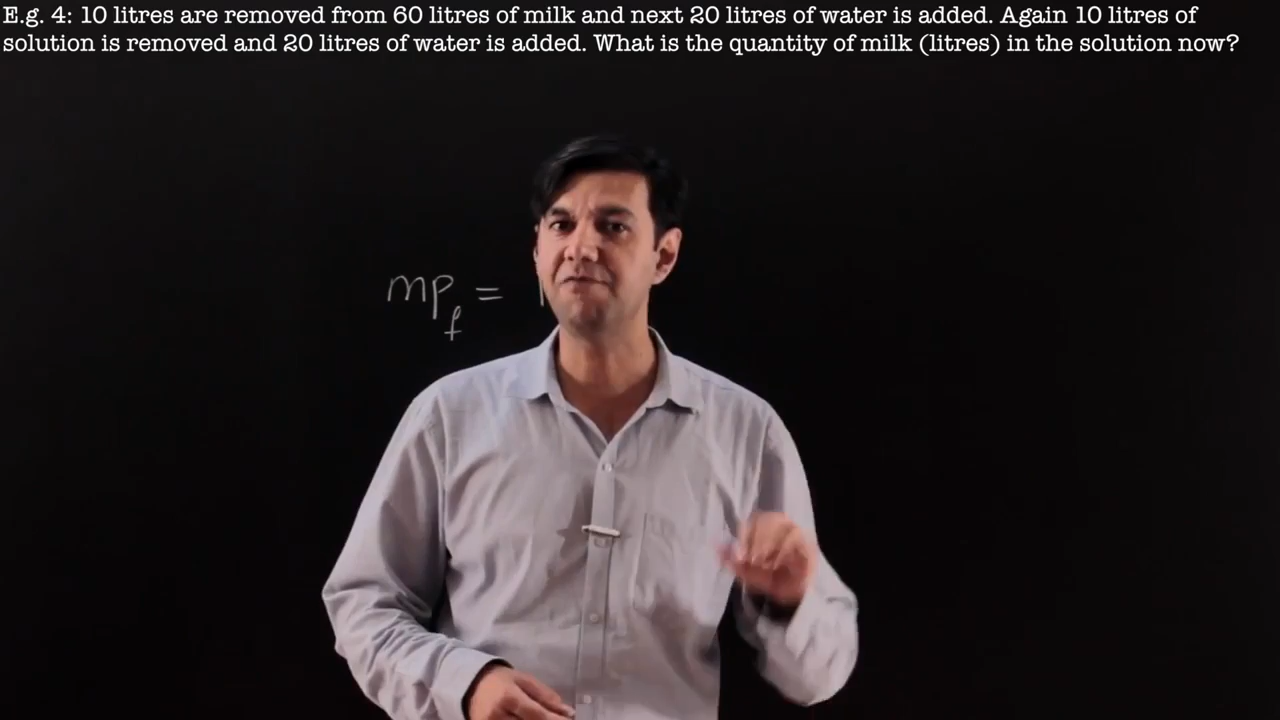 E.g. 4: 10 litres are removed from 60 litres of milk and next 20 litres of water is added. Again 10 litres of
solution is removed and 20 litres of water is added. What is the quantity of milk (litres) in the solution now?
mp_f =